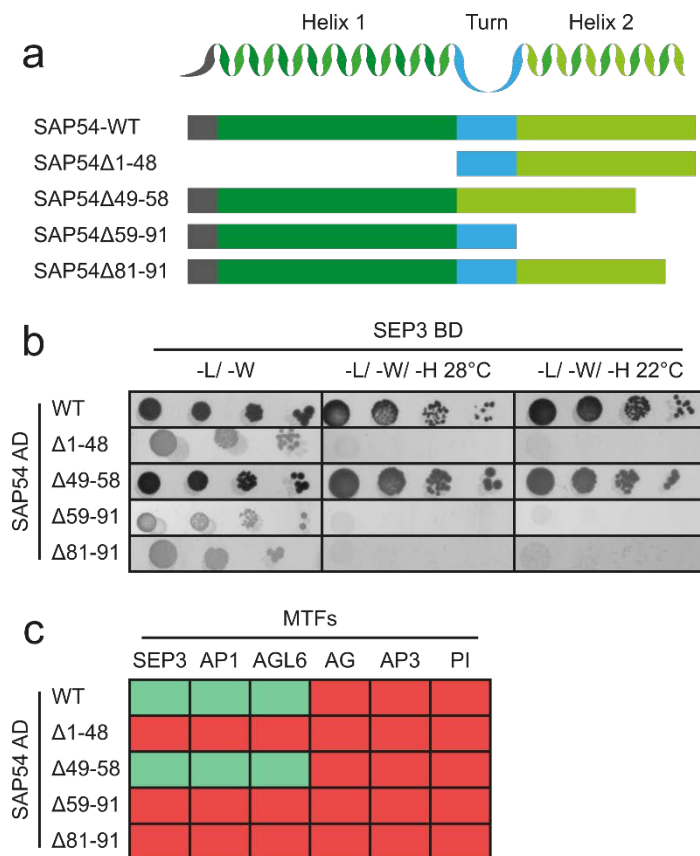 a
Helix 1 Turn Helix 2
SAP54-WT
SAP54Δ1-48
SAP54Δ49-58
SAP54Δ59-91
SAP54Δ81-91
b
SEP3 BD
-L/ -W -L/ -W/ -H 28°C -L/ -W/ -H 22°C
SAP54 AD
WT
Δ1-48
Δ49-58
Δ59-91
Δ81-91
c
MTFs
SEP3 AP1 AGL6 AG AP3 PI
SAP54 AD
WT
Δ1-48
Δ49-58
Δ59-91
Δ81-91